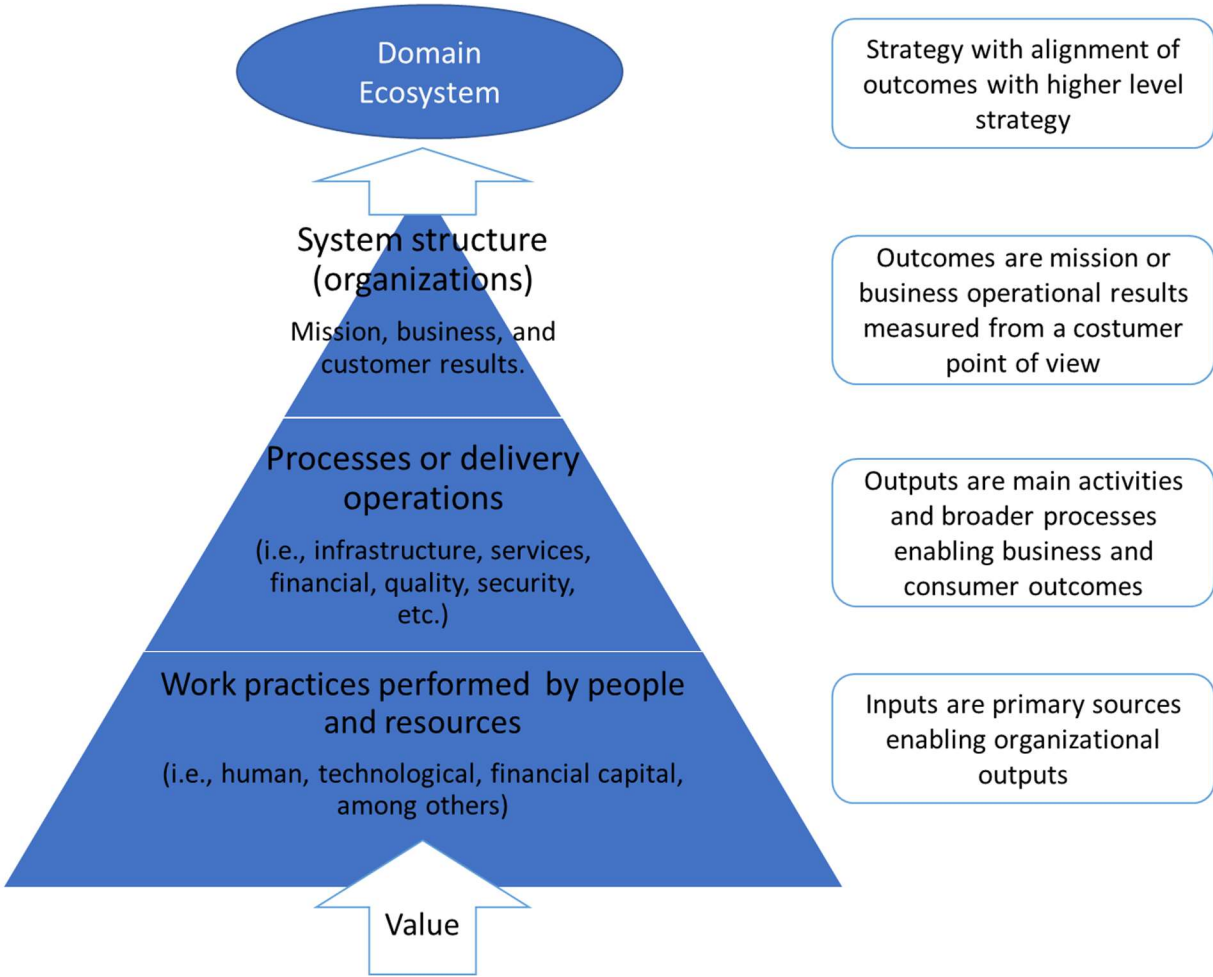 Domain
Ecosystem
Strategy with alignment of
outcomes with higher level
strategy
System structure
(organizations)
Mission, business, and
customer results.
Outcomes are mission or
business operational results
measured from a costumer
point of view
Processes or delivery
operations
(i.e., infrastructure, services,
financial, quality, security,
etc.)
Outputs are main activities
and broader processes
enabling business and
consumer outcomes
Work practices performed by people
and resources
(i.e., human, technological, financial capital,
among others)
Inputs are primary sources
enabling organizational
outputs
Value